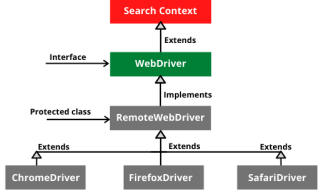 Search Context
Extends
Interface
WebDriver
Implements
Protected class
RemoteWebDriver
Extends
Extends
Extends
ChromeDriver
FirefoxDriver
SafariDriver